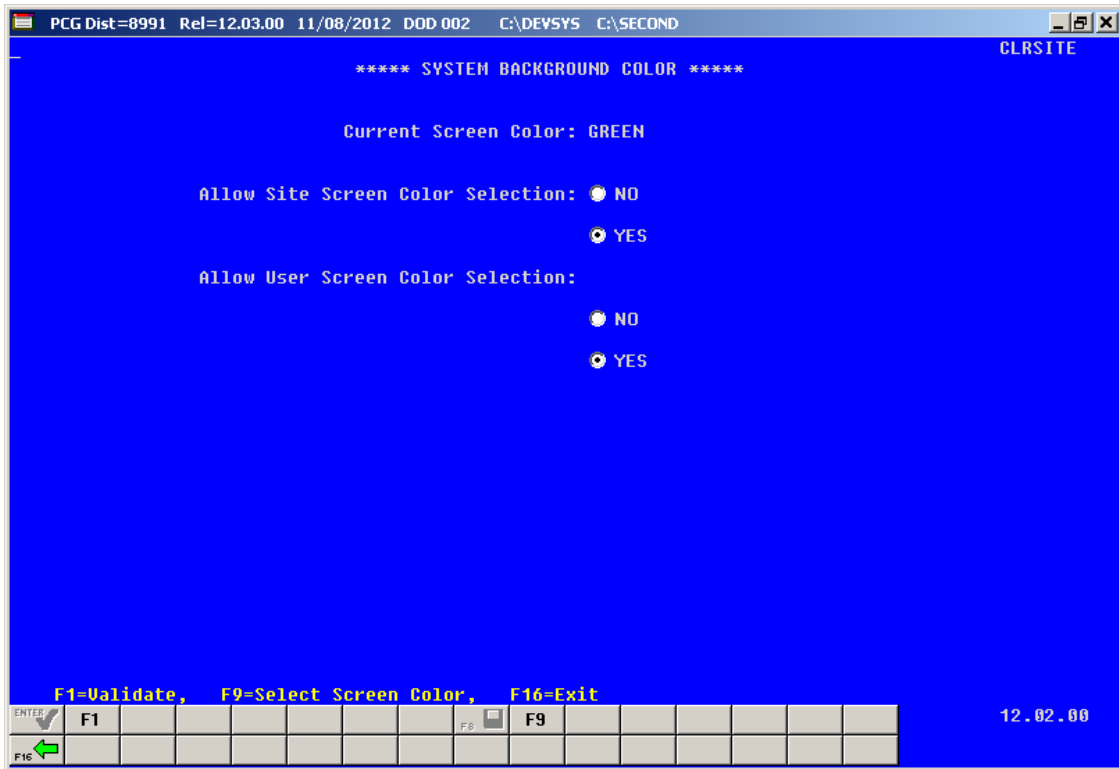 PCG Dist=8991 Rel=12.03.00 11/08/2012 DOD 002 C:\DEVSYS C:\SECOND
CLRSITE
***** SYSTEM BACKGROUND COLOR *****
Current Screen Color: GREEN
Allow Site Screen Color Selection: NO
YES
Allow User Screen Color Selection:
NO
YES
F1=Validate, F9=Select Screen Color, F16=Exit
ENTER F1 F8 F9
12.02.00
F16